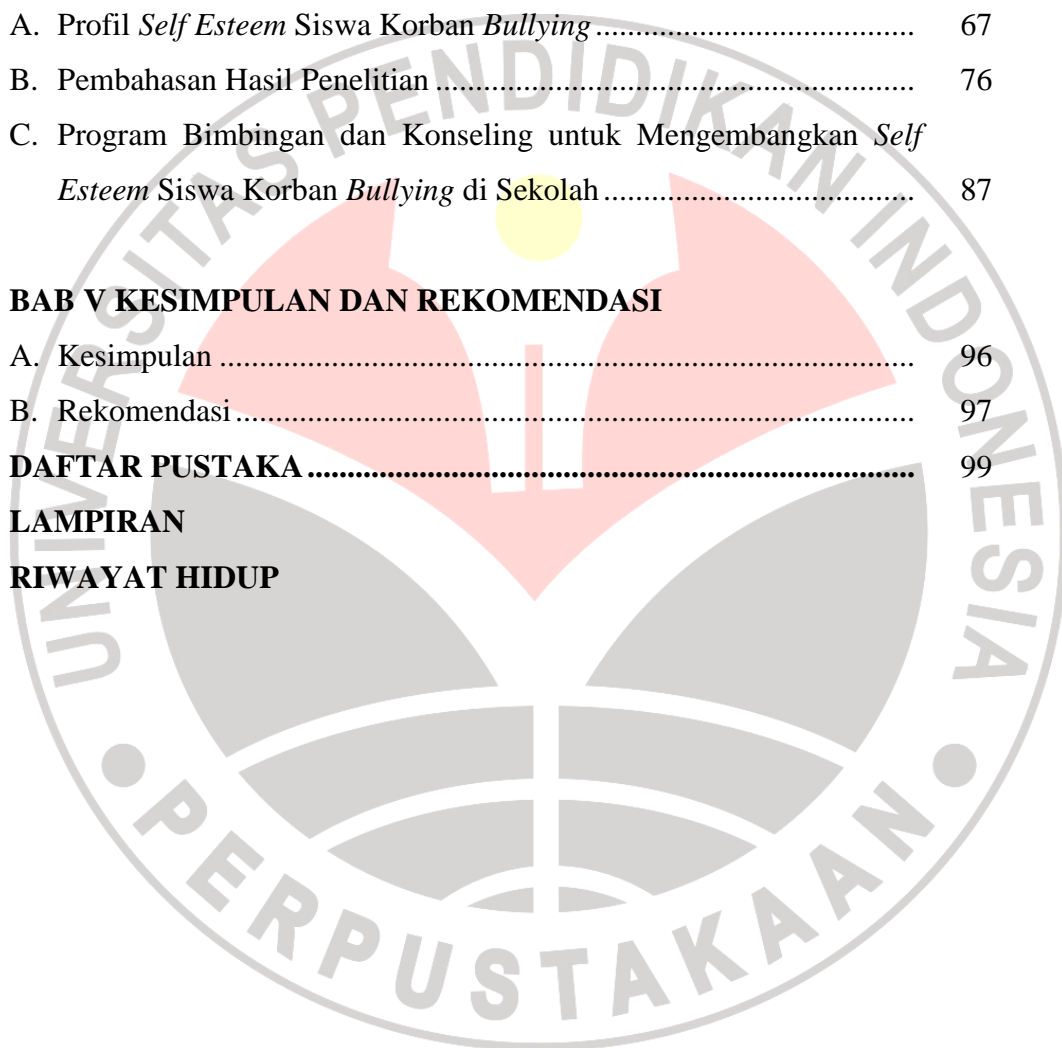 A. Profil Self Esteem Siswa Korban Bullying ........................................ 67
B. Pembahasan Hasil Penelitian ............................................................ 76
C. Program Bimbingan dan Konseling untuk Mengembangkan Self
Esteem Siswa Korban Bullying di Sekolah ....................................... 87
BAB V KESIMPULAN DAN REKOMENDASI
A. Kesimpulan ....................................................................................... 96
B. Rekomendasi ..................................................................................... 97
DAFTAR PUSTAKA ............................................................................ 99
LAMPIRAN
RIWAYAT HIDUP
UNIVERSITAS PENDIDIKAN INDONESIA
PERPUSTAKAAN